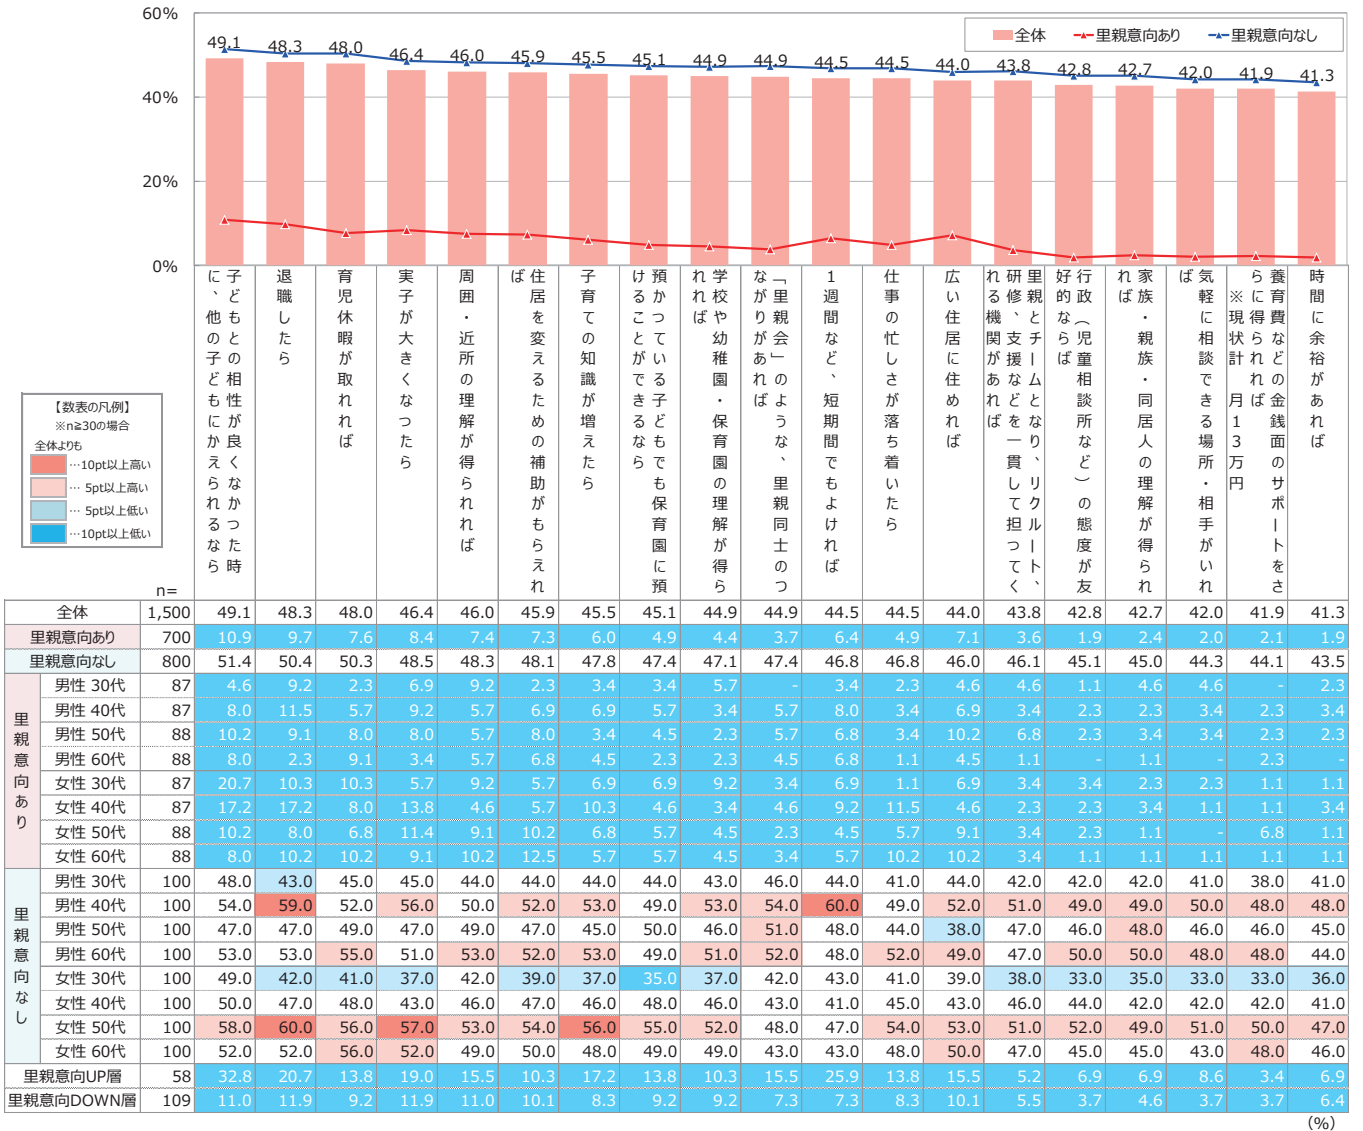 60%
40%
20%
0%
全体 里親意向あり 里親意向なし
49.1 48.3 48.0 46.4 46.0 45.9 45.5 45.1 44.9 44.9 44.5 44.5 44.0 43.8 42.8 42.7 42.0 41.9 41.3
子どもとの相性が良くなかった時
に、他の子どもにかえられるなら
退職したら
育児休暇が取れれば
実子が大きくなったら
周囲・近所の理解が得られれば
住居を変えるための補助がもらえれ
ば
子育ての知識が増えたら
預かっている子どもでも保育園に預
けることができるなら
学校や幼稚園・保育園の理解が得ら
れれば
「里親会」のような、里親同士のつ
ながりがあれば
1週間など、短期間でもよければ
仕事の忙しさが落ち着いたら
広い住居に住めれば
里親とチームとなり、リクルート、
研修、支援などを一貫して担ってく
れる機関があれば
行政(児童相談所など)の態度が友
好的ならば
家族・親族・同居人の理解が得られ
れば
気軽に相談できる場所・相手がいれ
ば
養育費などの金銭面のサポートをさ
らに得られれば
※現状計 月13万円
時間に余裕があれば
【数表の凡例】
※n≧30の場合
全体よりも
…10pt以上高い
… 5pt以上高い
… 5pt以上低い
…10pt以上低い
n=
全体 1,500 49.1 48.3 48.0 46.4 46.0 45.9 45.5 45.1 44.9 44.9 44.5 44.5 44.0 43.8 42.8 42.7 42.0 41.9 41.3
里親意向あり 700 10.9 9.7 7.6 8.4 7.4 7.3 6.0 4.9 4.4 3.7 6.4 4.9 7.1 3.6 1.9 2.4 2.0 2.1 1.9
里親意向なし 800 51.4 50.4 50.3 48.5 48.3 48.1 47.8 47.4 47.1 47.4 46.8 46.8 46.0 46.1 45.1 45.0 44.3 44.1 43.5
里親意向あり
男性 30代 87 4.6 9.2 2.3 6.9 9.2 2.3 3.4 3.4 5.7 - 3.4 2.3 4.6 4.6 1.1 4.6 4.6 - 2.3
男性 40代 87 8.0 11.5 5.7 9.2 5.7 6.9 6.9 5.7 3.4 5.7 8.0 3.4 6.9 3.4 2.3 2.3 3.4 2.3 3.4
男性 50代 88 10.2 9.1 8.0 8.0 5.7 8.0 3.4 4.5 2.3 5.7 6.8 3.4 10.2 6.8 2.3 3.4 3.4 2.3 2.3
男性 60代 88 8.0 2.3 9.1 3.4 5.7 6.8 4.5 2.3 2.3 4.5 6.8 1.1 4.5 1.1 - 1.1 - 2.3 -
女性 30代 87 20.7 10.3 10.3 5.7 9.2 5.7 6.9 6.9 9.2 3.4 6.9 1.1 6.9 3.4 3.4 2.3 2.3 1.1 1.1
女性 40代 87 17.2 17.2 8.0 13.8 4.6 5.7 10.3 4.6 3.4 4.6 9.2 11.5 4.6 2.3 2.3 3.4 1.1 1.1 3.4
女性 50代 88 10.2 8.0 6.8 11.4 9.1 10.2 6.8 5.7 4.5 2.3 4.5 5.7 9.1 3.4 2.3 1.1 - 6.8 1.1
女性 60代 88 8.0 10.2 10.2 9.1 10.2 12.5 5.7 5.7 4.5 3.4 5.7 10.2 10.2 3.4 1.1 1.1 1.1 1.1 1.1
里親意向なし
男性 30代 100 48.0 43.0 45.0 45.0 44.0 44.0 44.0 44.0 43.0 46.0 44.0 41.0 44.0 42.0 42.0 42.0 41.0 38.0 41.0
男性 40代 100 54.0 59.0 52.0 56.0 50.0 52.0 53.0 49.0 53.0 54.0 60.0 49.0 52.0 51.0 49.0 49.0 50.0 48.0 48.0
男性 50代 100 47.0 47.0 49.0 47.0 49.0 47.0 45.0 50.0 46.0 51.0 48.0 44.0 38.0 47.0 46.0 48.0 46.0 46.0 45.0
男性 60代 100 53.0 53.0 55.0 51.0 53.0 52.0 53.0 49.0 51.0 52.0 48.0 52.0 49.0 47.0 50.0 50.0 48.0 48.0 44.0
女性 30代 100 49.0 42.0 41.0 37.0 42.0 39.0 37.0 35.0 37.0 42.0 43.0 41.0 39.0 38.0 33.0 35.0 33.0 33.0 36.0
女性 40代 100 50.0 47.0 48.0 43.0 46.0 47.0 46.0 48.0 46.0 43.0 41.0 45.0 43.0 46.0 44.0 42.0 42.0 42.0 41.0
女性 50代 100 58.0 60.0 56.0 57.0 53.0 54.0 56.0 55.0 52.0 48.0 47.0 54.0 53.0 51.0 52.0 49.0 51.0 50.0 47.0
女性 60代 100 52.0 52.0 56.0 52.0 49.0 50.0 48.0 49.0 49.0 43.0 43.0 48.0 50.0 47.0 45.0 45.0 43.0 48.0 46.0
里親意向UP層 58 32.8 20.7 13.8 19.0 15.5 10.3 17.2 13.8 10.3 15.5 25.9 13.8 15.5 5.2 6.9 6.9 8.6 3.4 6.9
里親意向DOWN層 109 11.0 11.9 9.2 11.9 11.0 10.1 8.3 9.2 9.2 7.3 7.3 8.3 10.1 5.5 3.7 4.6 3.7 3.7 6.4
(%)